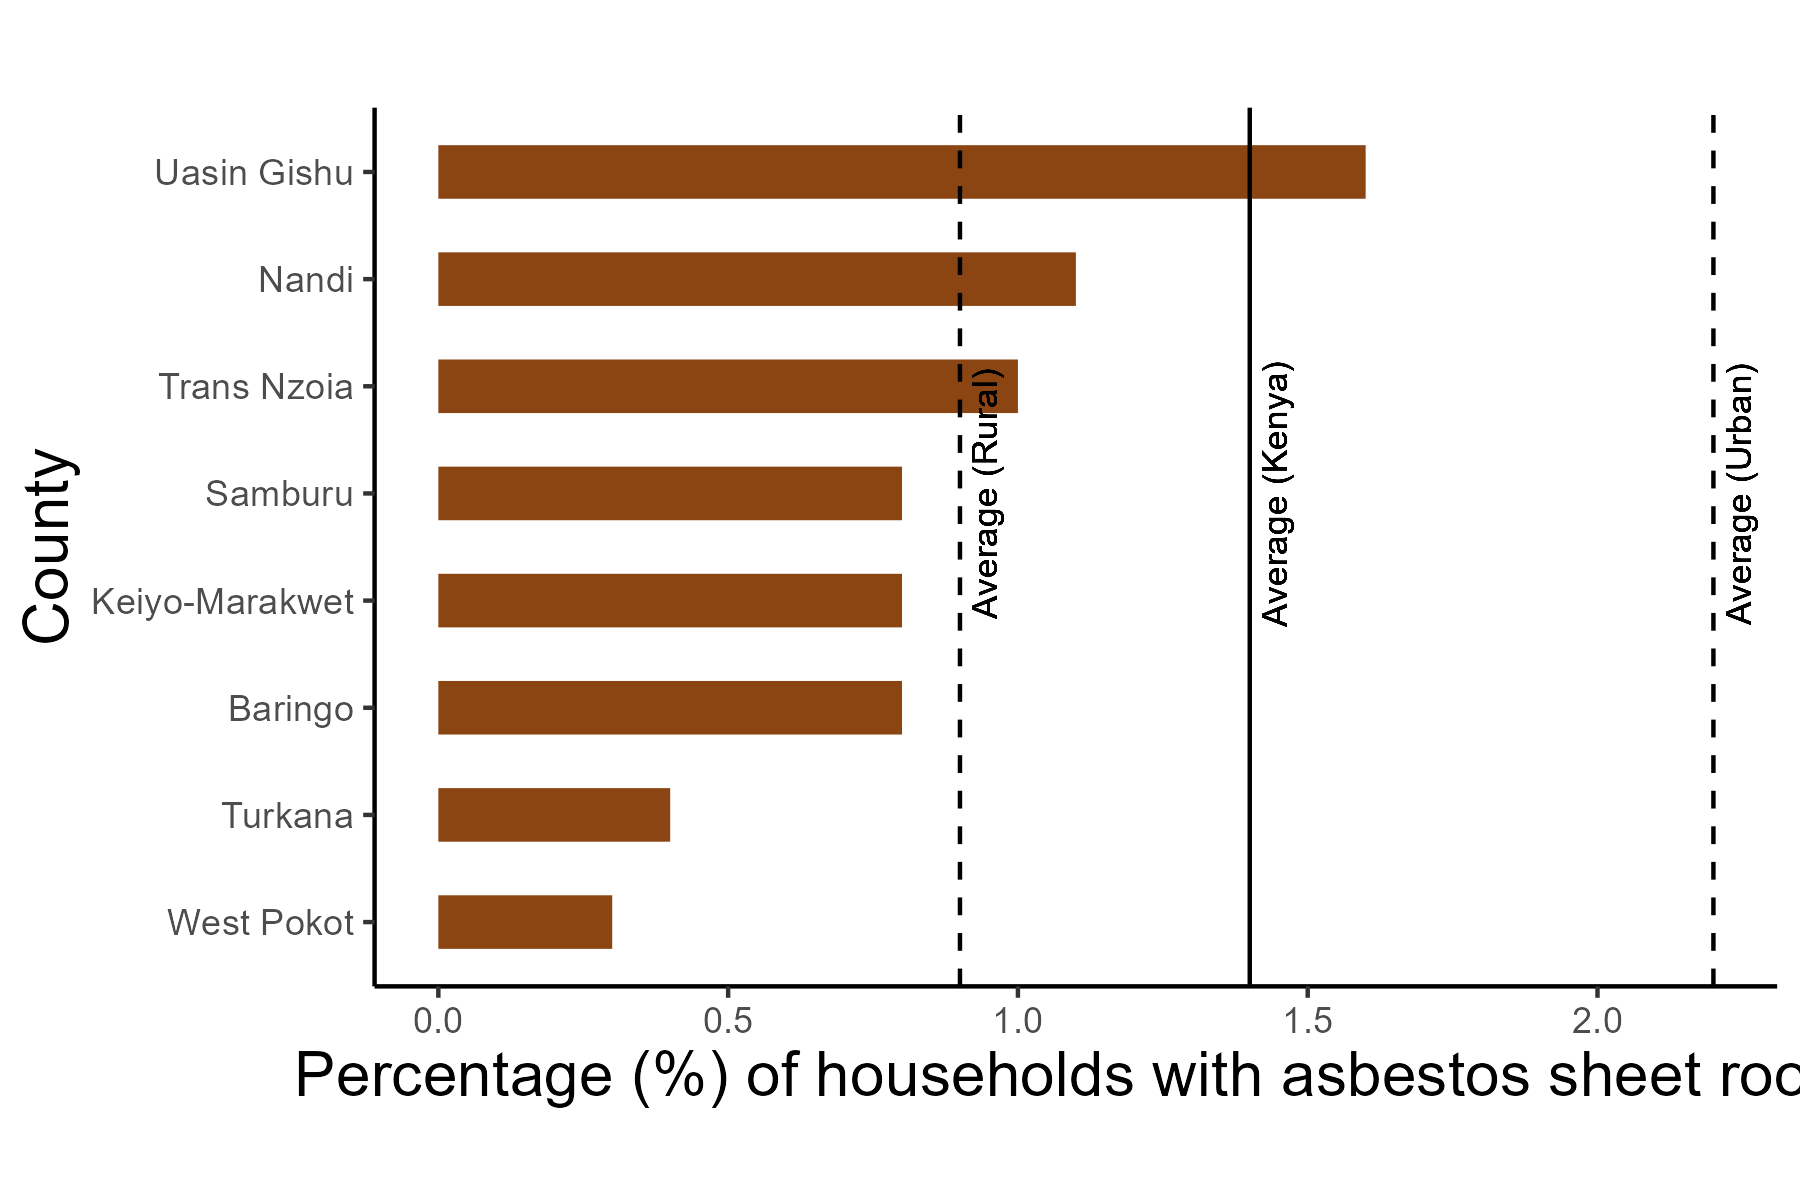 County
Uasin Gishu
Nandi
Trans Nzoia
Samburu
Keiyo-Marakwet
Baringo
Turkana
West Pokot
Average (Rural)
Average (Kenya)
Average (Urban)
0.0 0.5 1.0 1.5 2.0
Percentage (%) of households with asbestos sheet